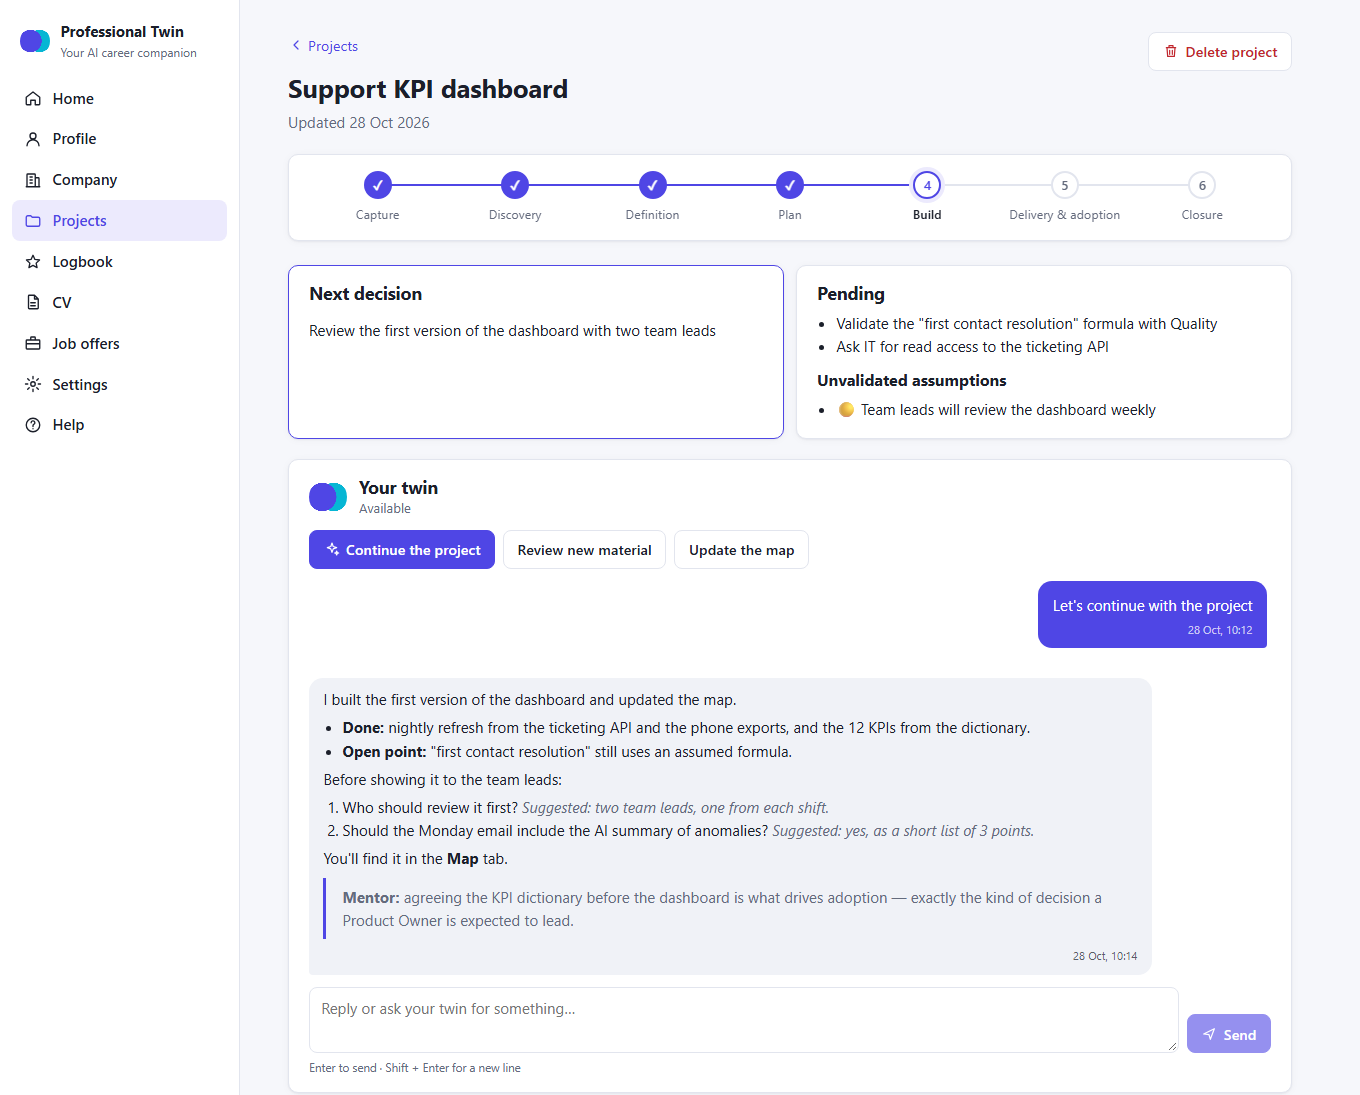 Professional Twin
Your AI career companion
Home
Profile
Company
Projects
Logbook
CV
Job offers
Settings
Help
Projects
Delete project
Support KPI dashboard
Updated 28 Oct 2026
✓ ✓ ✓ ✓ 4 5 6
Capture Discovery Definition Plan Build Delivery & adoption Closure
Next decision
Review the first version of the dashboard with two team leads
Pending
• Validate the "first contact resolution" formula with Quality
• Ask IT for read access to the ticketing API
Unvalidated assumptions
• Team leads will review the dashboard weekly
Your twin
Available
Continue the project
Review new material
Update the map
Let's continue with the project
28 Oct, 10:12
I built the first version of the dashboard and updated the map.
• Done: nightly refresh from the ticketing API and the phone exports, and the 12 KPIs from the dictionary.
• Open point: "first contact resolution" still uses an assumed formula.
Before showing it to the team leads:
1. Who should review it first? Suggested: two team leads, one from each shift.
2. Should the Monday email include the AI summary of anomalies? Suggested: yes, as a short list of 3 points.
You'll find it in the Map tab.
Mentor: agreeing the KPI dictionary before the dashboard is what drives adoption — exactly the kind of decision a
Product Owner is expected to lead.
28 Oct, 10:14
Reply or ask your twin for something...
Send
Enter to send · Shift + Enter for a new line